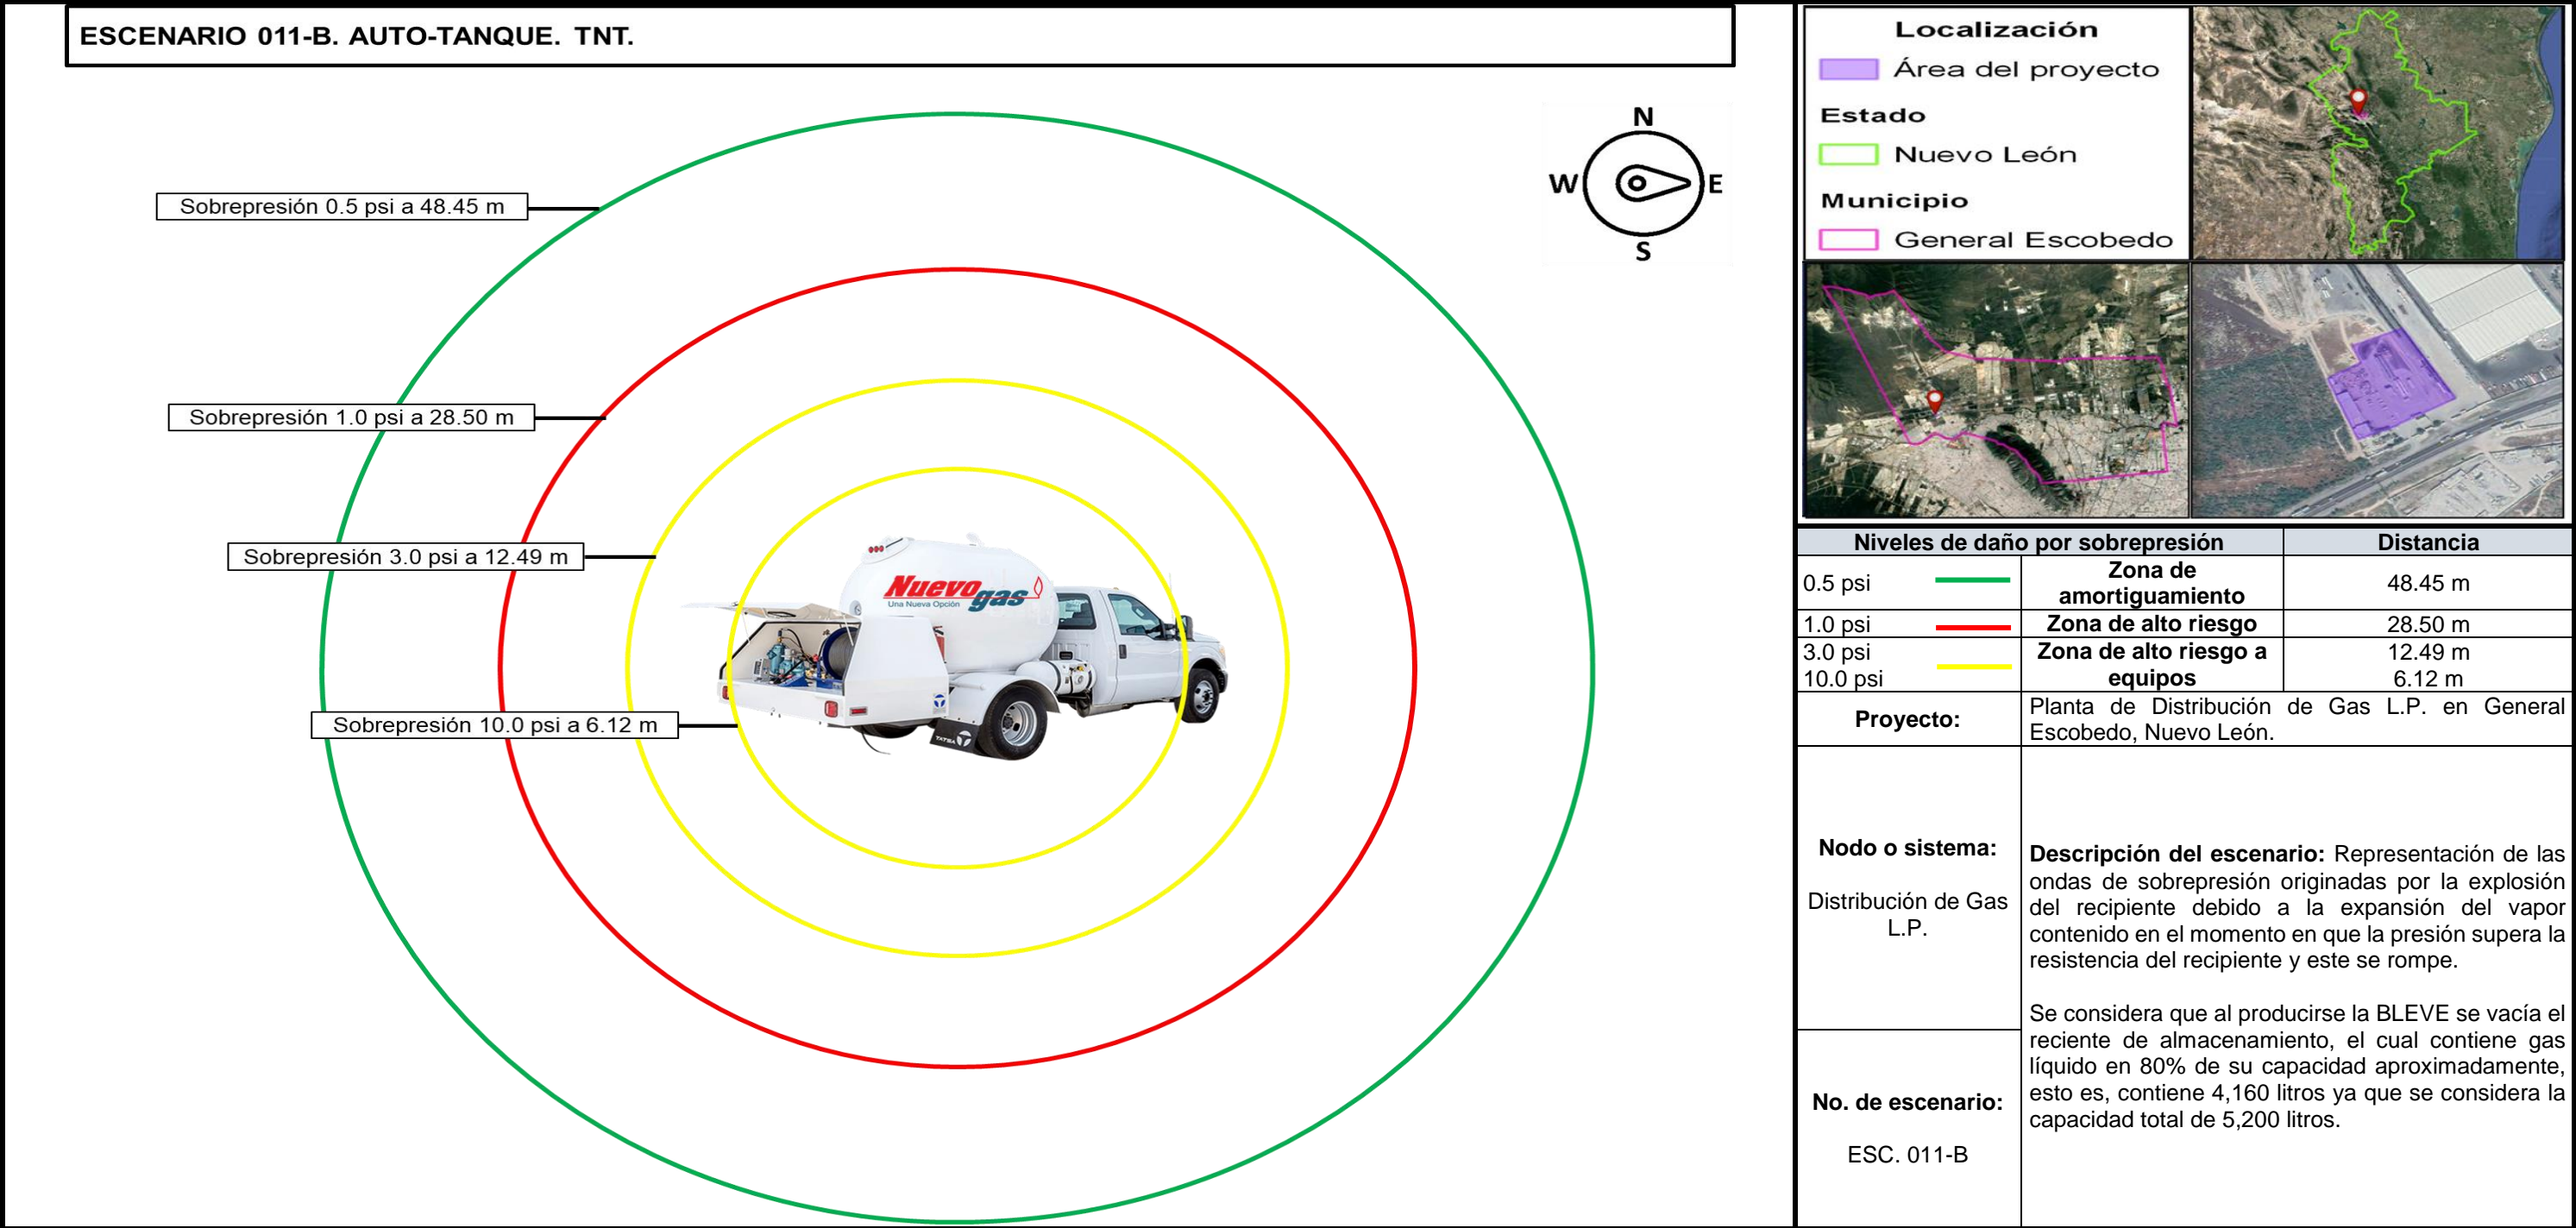 ESCENARIO 011-B. AUTO-TANQUE. TNT.
N
W
E
S
Sobrepresión 0.5 psi a 48.45 m
Sobrepresión 1.0 psi a 28.50 m
Sobrepresión 3.0 psi a 12.49 m
Sobrepresión 10.0 psi a 6.12 m
Nuevo
gas
Una Nueva Opción
TATSA
Localización
Área del proyecto
Estado
Nuevo León
Municipio
General Escobedo
Niveles de daño por sobrepresión
Distancia
0.5 psi
Zona de
amortiguamiento
48.45 m
1.0 psi
Zona de alto riesgo
28.50 m
3.0 psi
10.0 psi
Zona de alto riesgo a
equipos
12.49 m
6.12 m
Proyecto:
Planta de Distribución de Gas L.P. en General
Escobedo, Nuevo León.
Nodo o sistema:
Distribución de Gas
L.P.
Descripción del escenario: Representación de las
ondas de sobrepresión originadas por la explosión
del recipiente debido a la expansión del vapor
contenido en el momento en que la presión supera la
resistencia del recipiente y este se rompe.
Se considera que al producirse la BLEVE se vacía el
reciente de almacenamiento, el cual contiene gas
líquido en 80% de su capacidad aproximadamente,
esto es, contiene 4,160 litros ya que se considera la
capacidad total de 5,200 litros.
No. de escenario:
ESC. 011-B